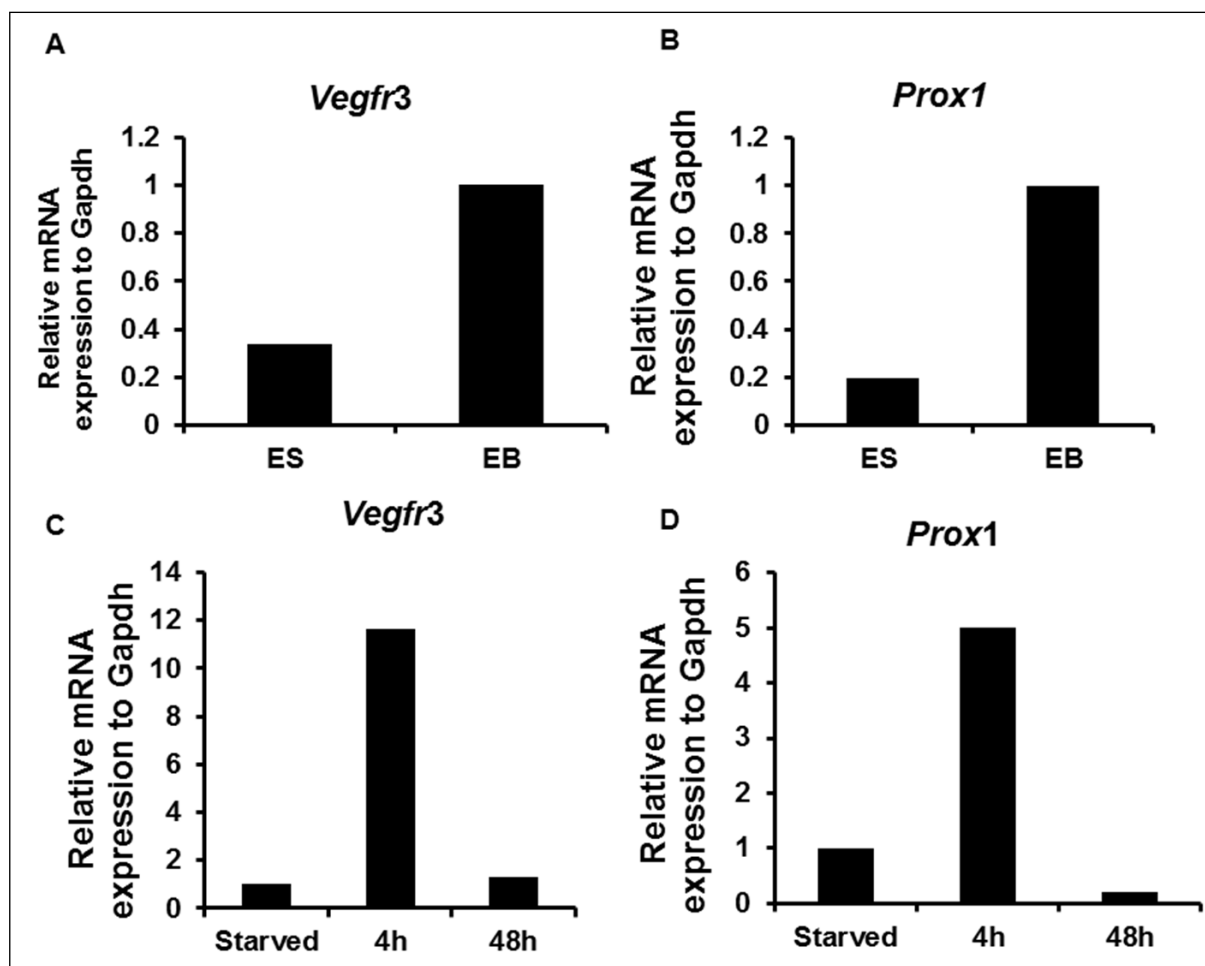 A
Vegfr3
Relative mRNA
expression to Gapdh
1.2
1
0.8
0.6
0.4
0.2
0
ES
EB
B
Prox1
Relative mRNA
expression to Gapdh
1.2
1
0.8
0.6
0.4
0.2
0
ES
EB
C
Vegfr3
Relative mRNA
expression to Gapdh
14
12
10
8
6
4
2
0
Starved
4h
48h
D
Prox1
Relative mRNA
expression to Gapdh
6
5
4
3
2
1
0
Starved
4h
48h